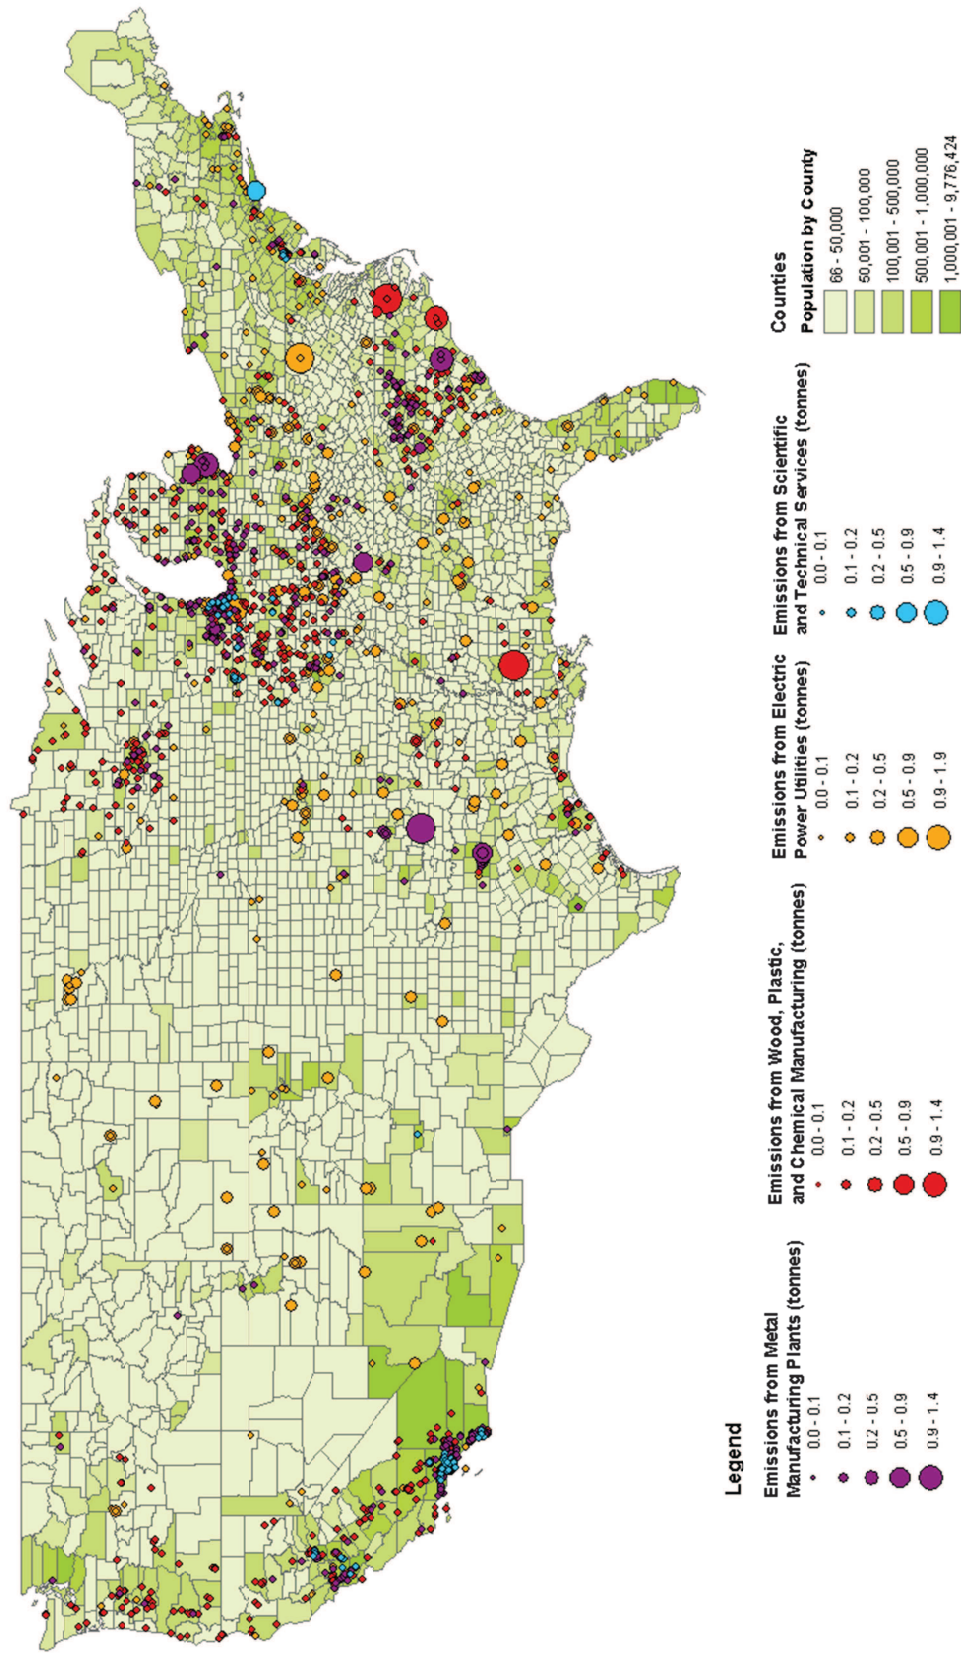 Legend
Emissions from Metal
Manufacturing Plants (tonnes)
0.0 - 0.1
0.1 - 0.2
0.2 - 0.5
0.5 - 0.9
0.9 - 1.4
Emissions from Wood, Plastic,
and Chemical Manufacturing (tonnes)
0.0 - 0.1
0.1 - 0.2
0.2 - 0.5
0.5 - 0.9
0.9 - 1.4
Emissions from Electric
Power Utilities (tonnes)
0.0 - 0.1
0.1 - 0.2
0.2 - 0.5
0.5 - 0.9
0.9 - 1.9
Emissions from Scientific
and Technical Services (tonnes)
0.0 - 0.1
0.1 - 0.2
0.2 - 0.5
0.5 - 0.9
0.9 - 1.4
Counties
Population by County
66 - 50,000
50,001 - 100,000
100,001 - 500,000
500,001 - 1,000,000
1,000,001 - 9,776,424